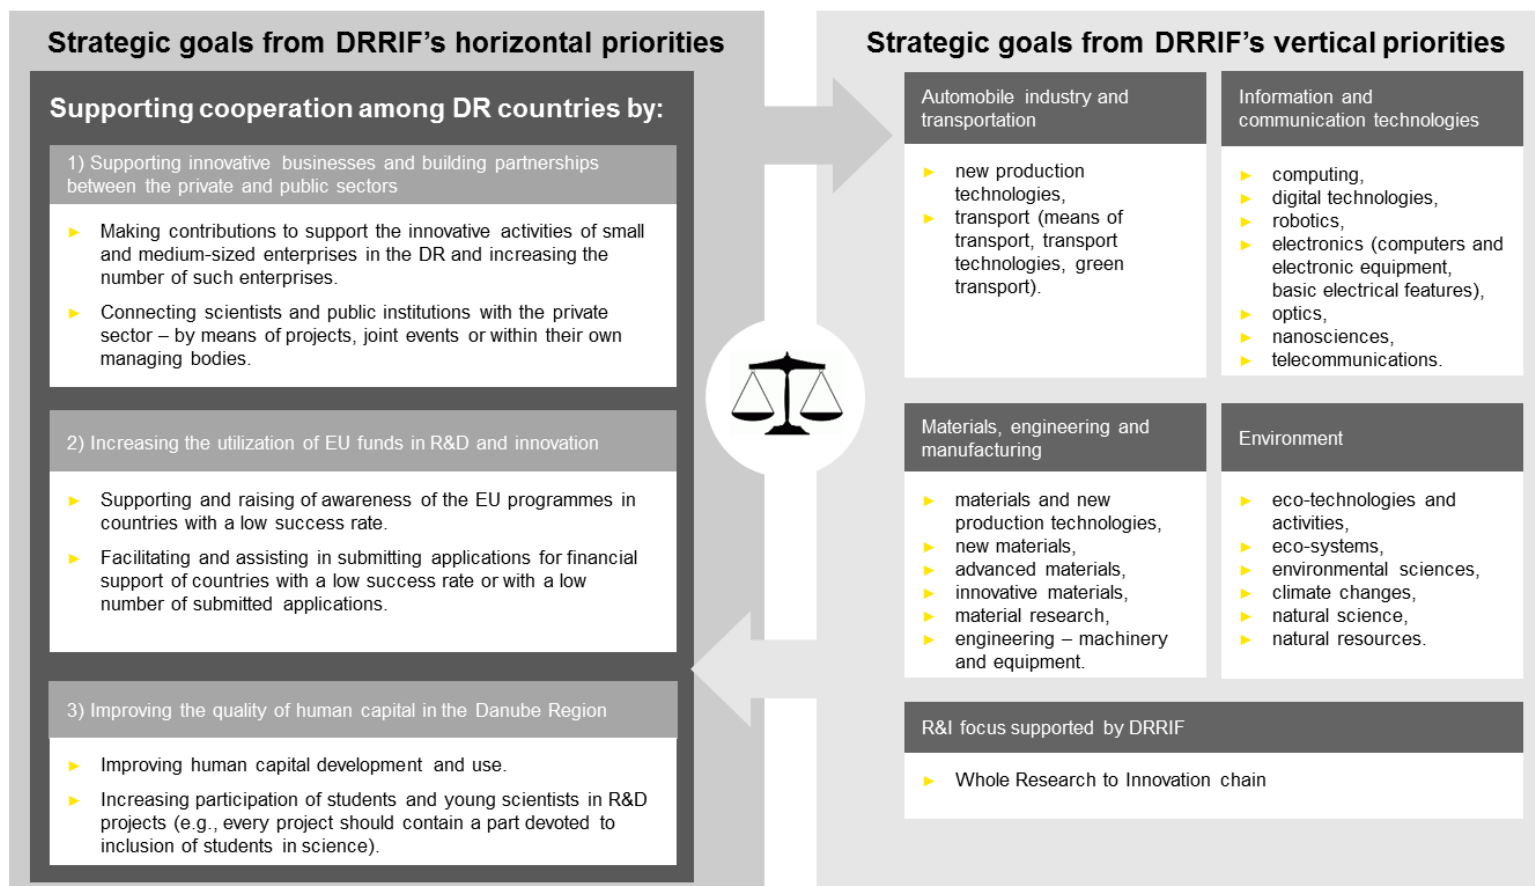 Strategic goals from DRRIF's horizontal priorities
Supporting cooperation among DR countries by:
1) Supporting innovative businesses and building partnerships
between the private and public sectors
► Making contributions to support the innovative activities of small
and medium-sized enterprises in the DR and increasing the
number of such enterprises.
► Connecting scientists and public institutions with the private
sector – by means of projects, joint events or within their own
managing bodies.
2) Increasing the utilization of EU funds in R&D and innovation
► Supporting and raising of awareness of the EU programmes in
countries with a low success rate.
► Facilitating and assisting in submitting applications for financial
support of countries with a low success rate or with a low
number of submitted applications.
3) Improving the quality of human capital in the Danube Region
► Improving human capital development and use.
► Increasing participation of students and young scientists in R&D
projects (e.g., every project should contain a part devoted to
inclusion of students in science).
Strategic goals from DRRIF's vertical priorities
Automobile industry and
transportation
► new production
technologies,
► transport (means of
transport, transport
technologies, green
transport).
Information and
communication technologies
► computing,
► digital technologies,
► robotics,
► electronics (computers and
electronic equipment,
basic electrical features),
► optics,
► nanosciences,
► telecommunications.
Materials, engineering and
manufacturing
► materials and new
production technologies,
► new materials,
► advanced materials,
► innovative materials,
► material research,
► engineering – machinery
and equipment.
Environment
► eco-technologies and
activities,
► eco-systems,
► environmental sciences,
► climate changes,
► natural science,
► natural resources.
R&I focus supported by DRRIF
► Whole Research to Innovation chain